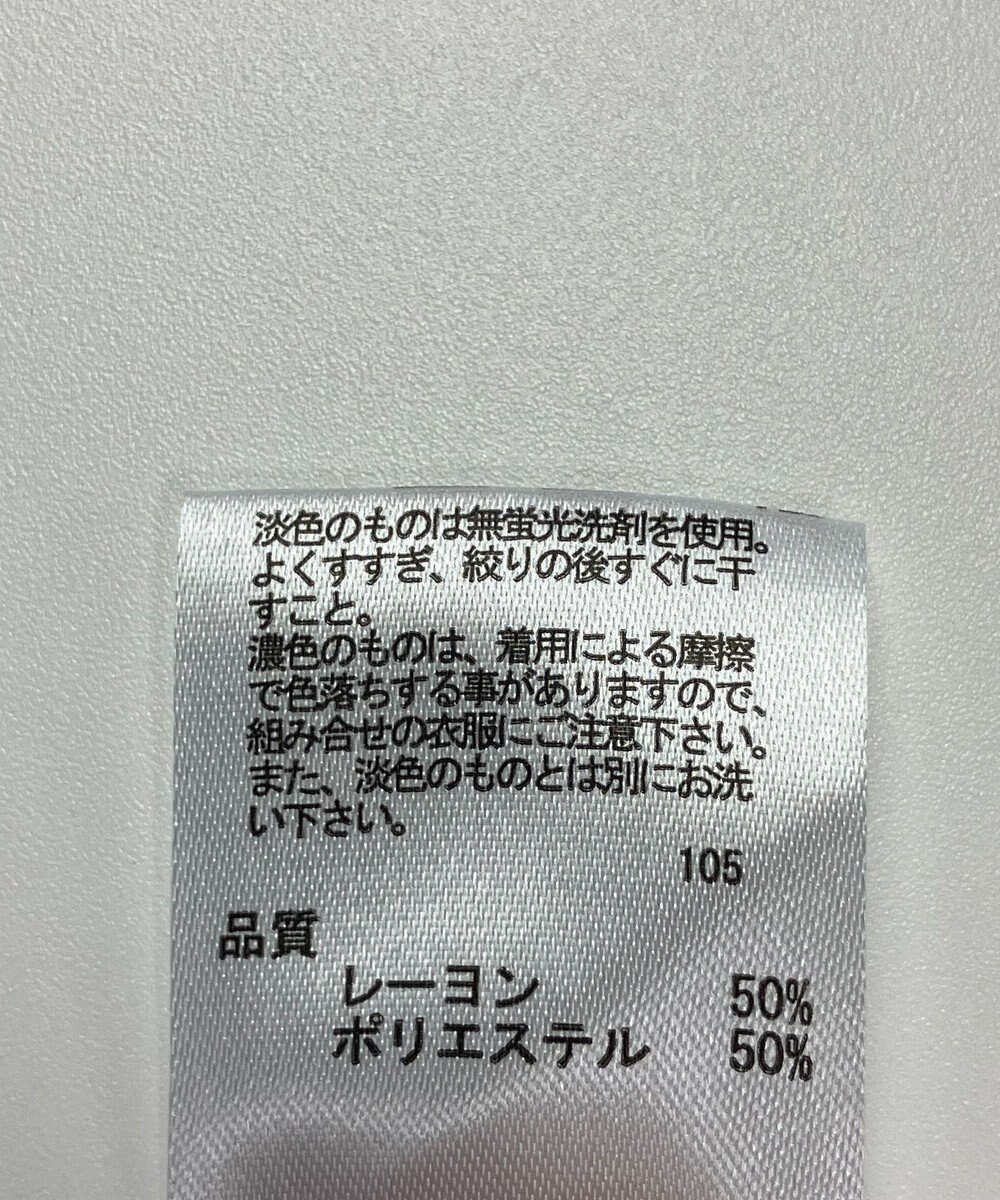 淡色のものは無蛍光洗剤を使用。
よくすすぎ、絞りの後すぐに干
すこと。
濃色のものは、着用による摩擦
で色落ちする事がありますので、
組み合せの衣服にご注意下さい。
また、淡色のものとは別にお洗
い下さい。
105
品質
レーヨン 50%
ポリエステル 50%